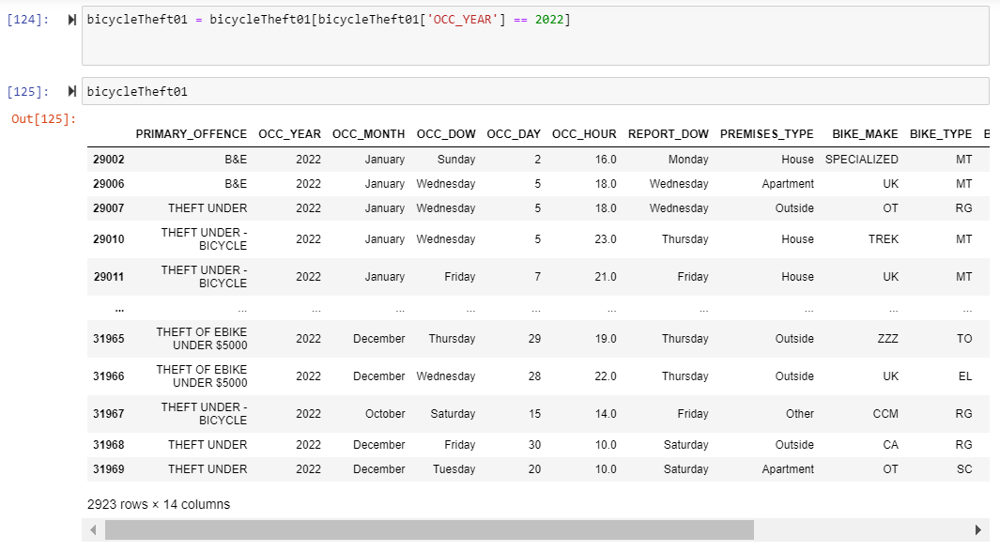 [124]: bicycleTheft01 = bicycleTheft01[bicycleTheft01['OCC_YEAR'] == 2022]
[125]: bicycleTheft01
Out[125]:
PRIMARY_OFFENCE OCC_YEAR OCC_MONTH OCC_DOW OCC_DAY OCC_HOUR REPORT_DOW PREMISES_TYPE BIKE_MAKE BIKE_TYPE B
29002 B&E 2022 January Sunday 2 16.0 Monday House SPECIALIZED MT
29006 B&E 2022 January Wednesday 5 18.0 Wednesday Apartment UK MT
29007 THEFT UNDER 2022 January Wednesday 5 18.0 Wednesday Outside OT RG
29010 THEFT UNDER - BICYCLE 2022 January Wednesday 5 23.0 Thursday House TREK MT
29011 THEFT UNDER - BICYCLE 2022 January Friday 7 21.0 Friday House UK MT
... ... ... ... ... ... ... ... ... ... ...
31965 THEFT OF EBIKE UNDER $5000 2022 December Thursday 29 19.0 Thursday Outside ZZZ TO
31966 THEFT OF EBIKE UNDER $5000 2022 December Wednesday 28 22.0 Thursday Outside UK EL
31967 THEFT UNDER - BICYCLE 2022 October Saturday 15 14.0 Friday Other CCM RG
31968 THEFT UNDER 2022 December Friday 30 10.0 Saturday Outside CA RG
31969 THEFT UNDER 2022 December Tuesday 20 10.0 Saturday Apartment OT SC
2923 rows × 14 columns